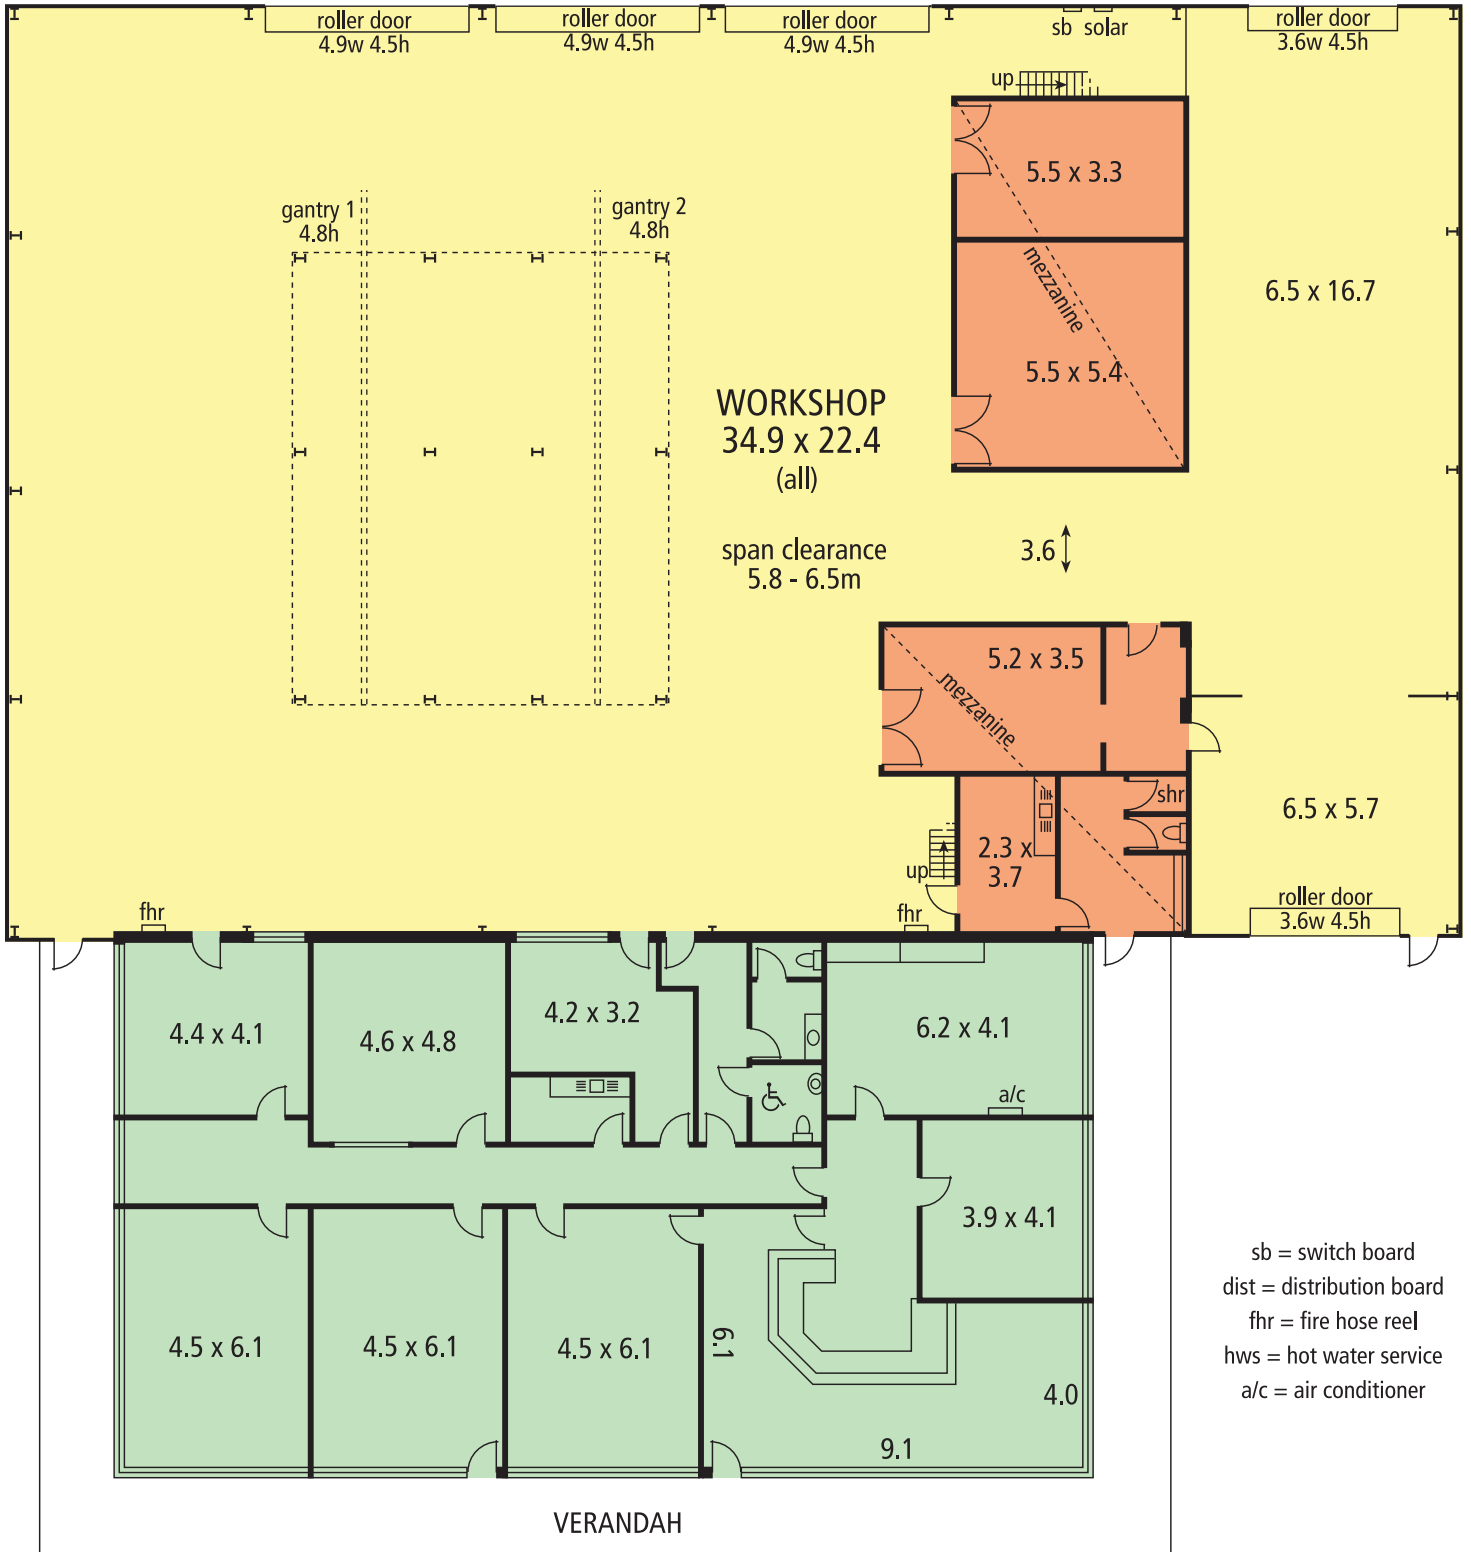 roller door
4.9w 4.5h
roller door
4.9w 4.5h
roller door
4.9w 4.5h
sb solar
roller door
3.6w 4.5h
up
5.5 x 3.3
gantry 1
4.8h
gantry 2
4.8h
mezzanine
6.5 x 16.7
5.5 x 5.4
WORKSHOP
34.9 x 22.4
(all)
span clearance
5.8 - 6.5m
3.6
5.2 x 3.5
mezzanine
shr
6.5 x 5.7
2.3 x
3.7
up
roller door
3.6w 4.5h
fhr
fhr
4.4 x 4.1
4.6 x 4.8
4.2 x 3.2
6.2 x 4.1
a/c
3.9 x 4.1
4.5 x 6.1
4.5 x 6.1
4.5 x 6.1
6.1
4.0
9.1
sb = switch board
dist = distribution board
fhr = fire hose reel
hws = hot water service
a/c = air conditioner
VERANDAH